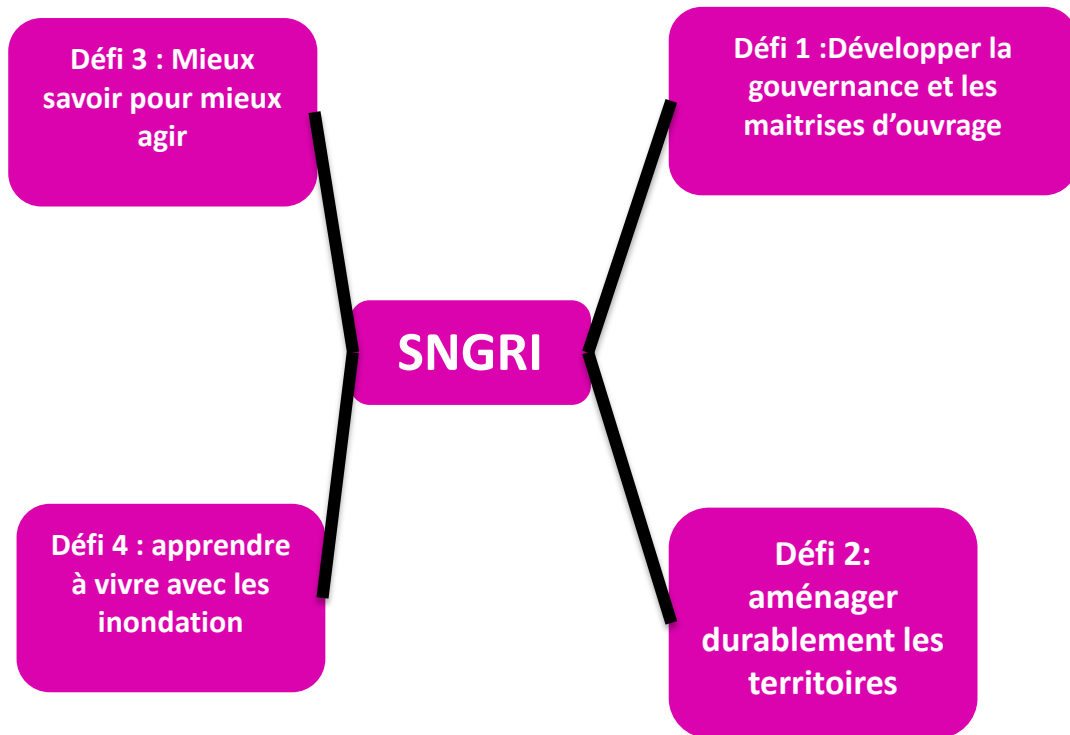 Défi 3 : Mieux
savoir pour mieux
agir
Défi 1 :Développer la
gouvernance et les
maitrises d’ouvrage
SNGRI
Défi 4 : apprendre
à vivre avec les
inondation
Défi 2:
aménager
durablement les
territoires